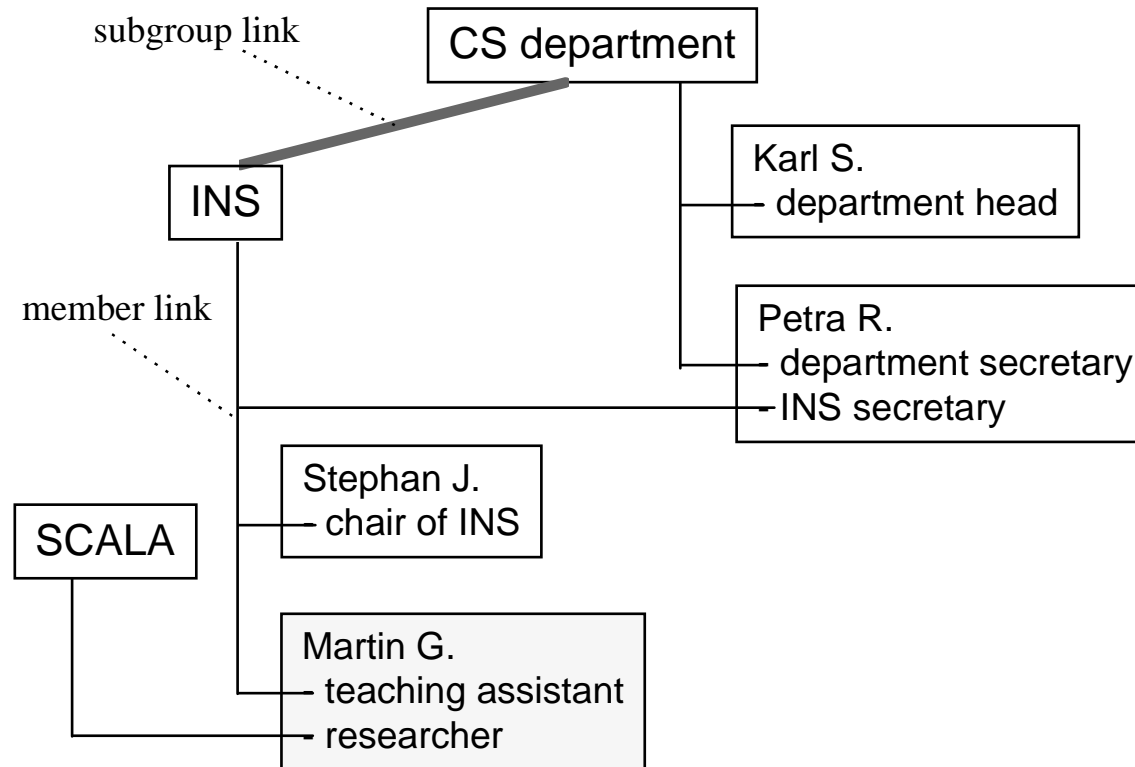 subgroup link
CS department
Karl S.
- department head
INS
member link
Petra R.
- department secretary
- INS secretary
Stephan J.
- chair of INS
SCALA
Martin G.
- teaching assistant
- researcher